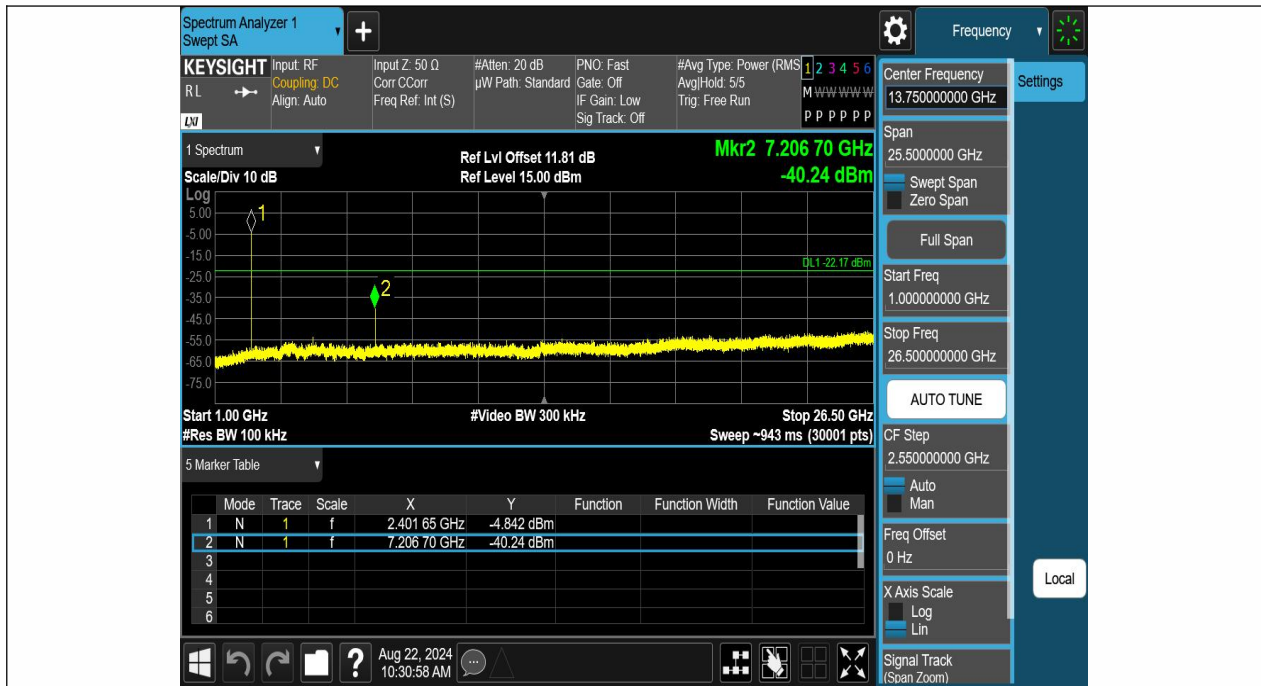 Spectrum Analyzer 1
Swept SA
+
Frequency
KEYSIGHT
RL
LXI
Input: RF
Coupling: DC
Align: Auto
Input Z: 50 Ω
Corr CCorr
Freq Ref: Int (S)
#Atten: 20 dB
µW Path: Standard
PNO: Fast
Gate: Off
IF Gain: Low
Sig Track: Off
#Avg Type: Power (RMS
Avg|Hold: 5/5
Trig: Free Run
1 2 3 4 5 6
M W W W W W
P P P P P P
1 Spectrum
Scale/Div 10 dB
Ref Lvl Offset 11.81 dB
Ref Level 15.00 dBm
Mkr2 7.206 70 GHz
-40.24 dBm
Log
5.00
-5.00
-15.0
-25.0
-35.0
-45.0
-55.0
-65.0
-75.0
1
2
DL1 -22.17 dBm
Start 1.00 GHz
#Video BW 300 kHz
Stop 26.50 GHz
#Res BW 100 kHz
Sweep ~943 ms (30001 pts)
5 Marker Table
Mode Trace Scale X Y Function Function Width Function Value
1 N 1 f 2.401 65 GHz -4.842 dBm
2 N 1 f 7.206 70 GHz -40.24 dBm
3
4
5
6
?
Aug 22, 2024
10:30:58 AM
Center Frequency
13.750000000 GHz
Settings
Span
25.5000000 GHz
Swept Span
Zero Span
Full Span
Start Freq
1.000000000 GHz
Stop Freq
26.500000000 GHz
AUTO TUNE
CF Step
2.550000000 GHz
Auto
Man
Freq Offset
0 Hz
Local
X Axis Scale
Log
Lin
Signal Track
(Span Zoom)